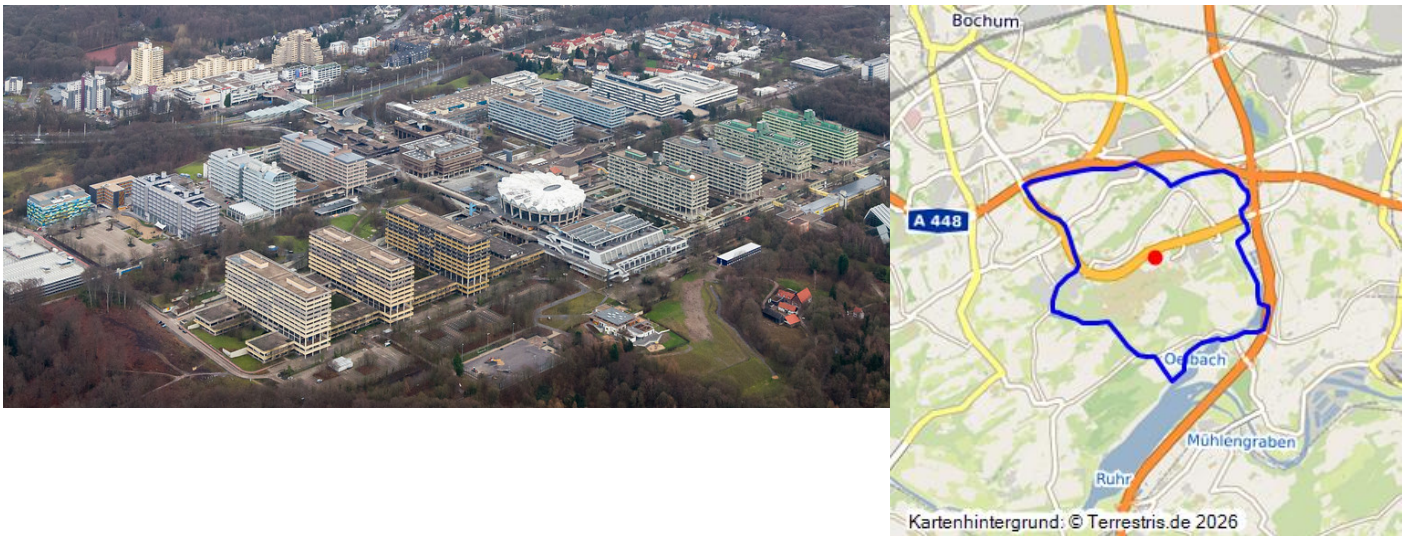 Bochum
A 448
Oelbach
Mühlengraben
Ruhr
Kartenhintergrund: © Terrestris.de 2026